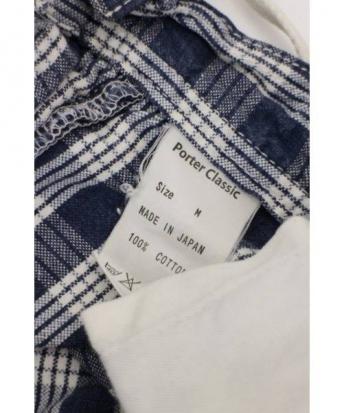 Porter Classic
Size M
MADE IN JAPAN
100% COTTO